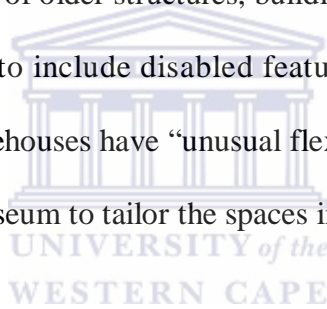 of older structures, buildin
to include disabled featu
ehouses have “unusual flex
seum to tailor the spaces i
UNIVERSITY of the
WESTERN CAPE